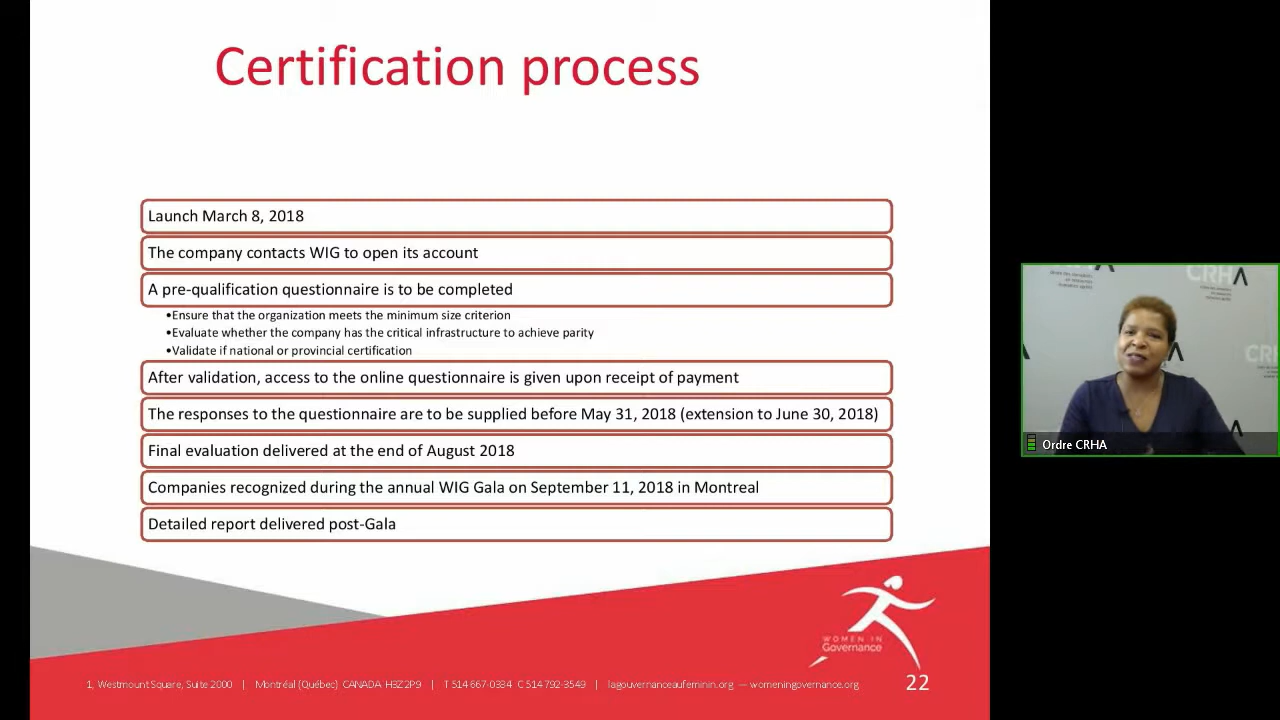 Certification process
Launch March 8, 2018
The company contacts WIG to open its account
A pre-qualification questionnaire is to be completed
•Ensure that the organization meets the minimum size criterion
•Evaluate whether the company has the critical infrastructure to achieve parity
•Validate if national or provincial certification
After validation, access to the online questionnaire is given upon receipt of payment
The responses to the questionnaire are to be supplied before May 31, 2018 (extension to June 30, 2018)
Final evaluation delivered at the end of August 2018
Companies recognized during the annual WIG Gala on September 11, 2018 in Montreal
Detailed report delivered post-Gala
WOMEN IN
Governance
1, Westmount Square, Suite 2000 | Montréal (Québec) CANADA H3Z 2P9 | T 514 667-0384 C 514 792-3549 | lagouvernanceaufeminin.org — womeningovernance.org
22
CRHA
CRHA
CRH
Ordre CRHA